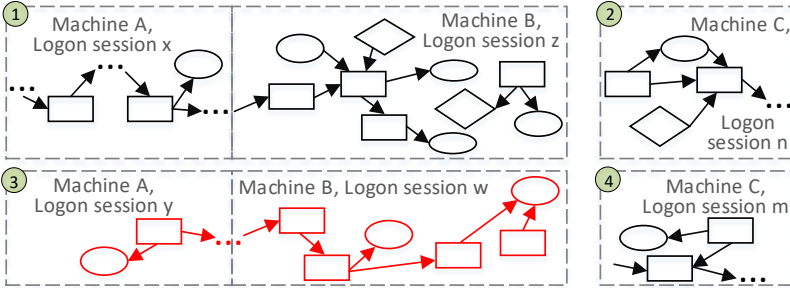 1
Machine A,
Logon session x
Machine B,
Logon session z
2
Machine C,
Logon
session n
3
Machine A,
Logon session y
Machine B, Logon session w
4
Machine C,
Logon session m